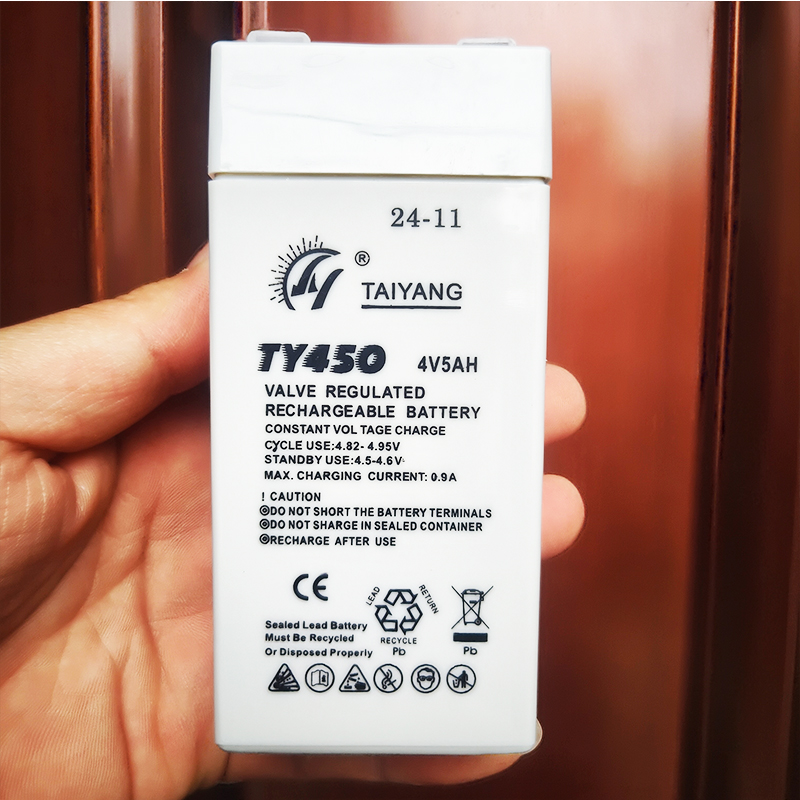 24-11
®
TAIYANG
TY450 4V5AH
VALVE REGULATED
RECHARGEABLE BATTERY
CONSTANT VOL TAGE CHARGE
CYCLE USE:4.82- 4.95V
STANDBY USE:4.5-4.6V
MAX. CHARGING CURRENT: 0.9A
! CAUTION
◎DO NOT SHORT THE BATTERY TERMINALS
◎DO NOT SHARGE IN SEALED CONTAINER
◎RECHARGE AFTER USE
CE
LEAD RETURN
RECYCLE
Pb
Pb
Sealed Lead Battery
Must Be Recycled
Or Disposed Properly